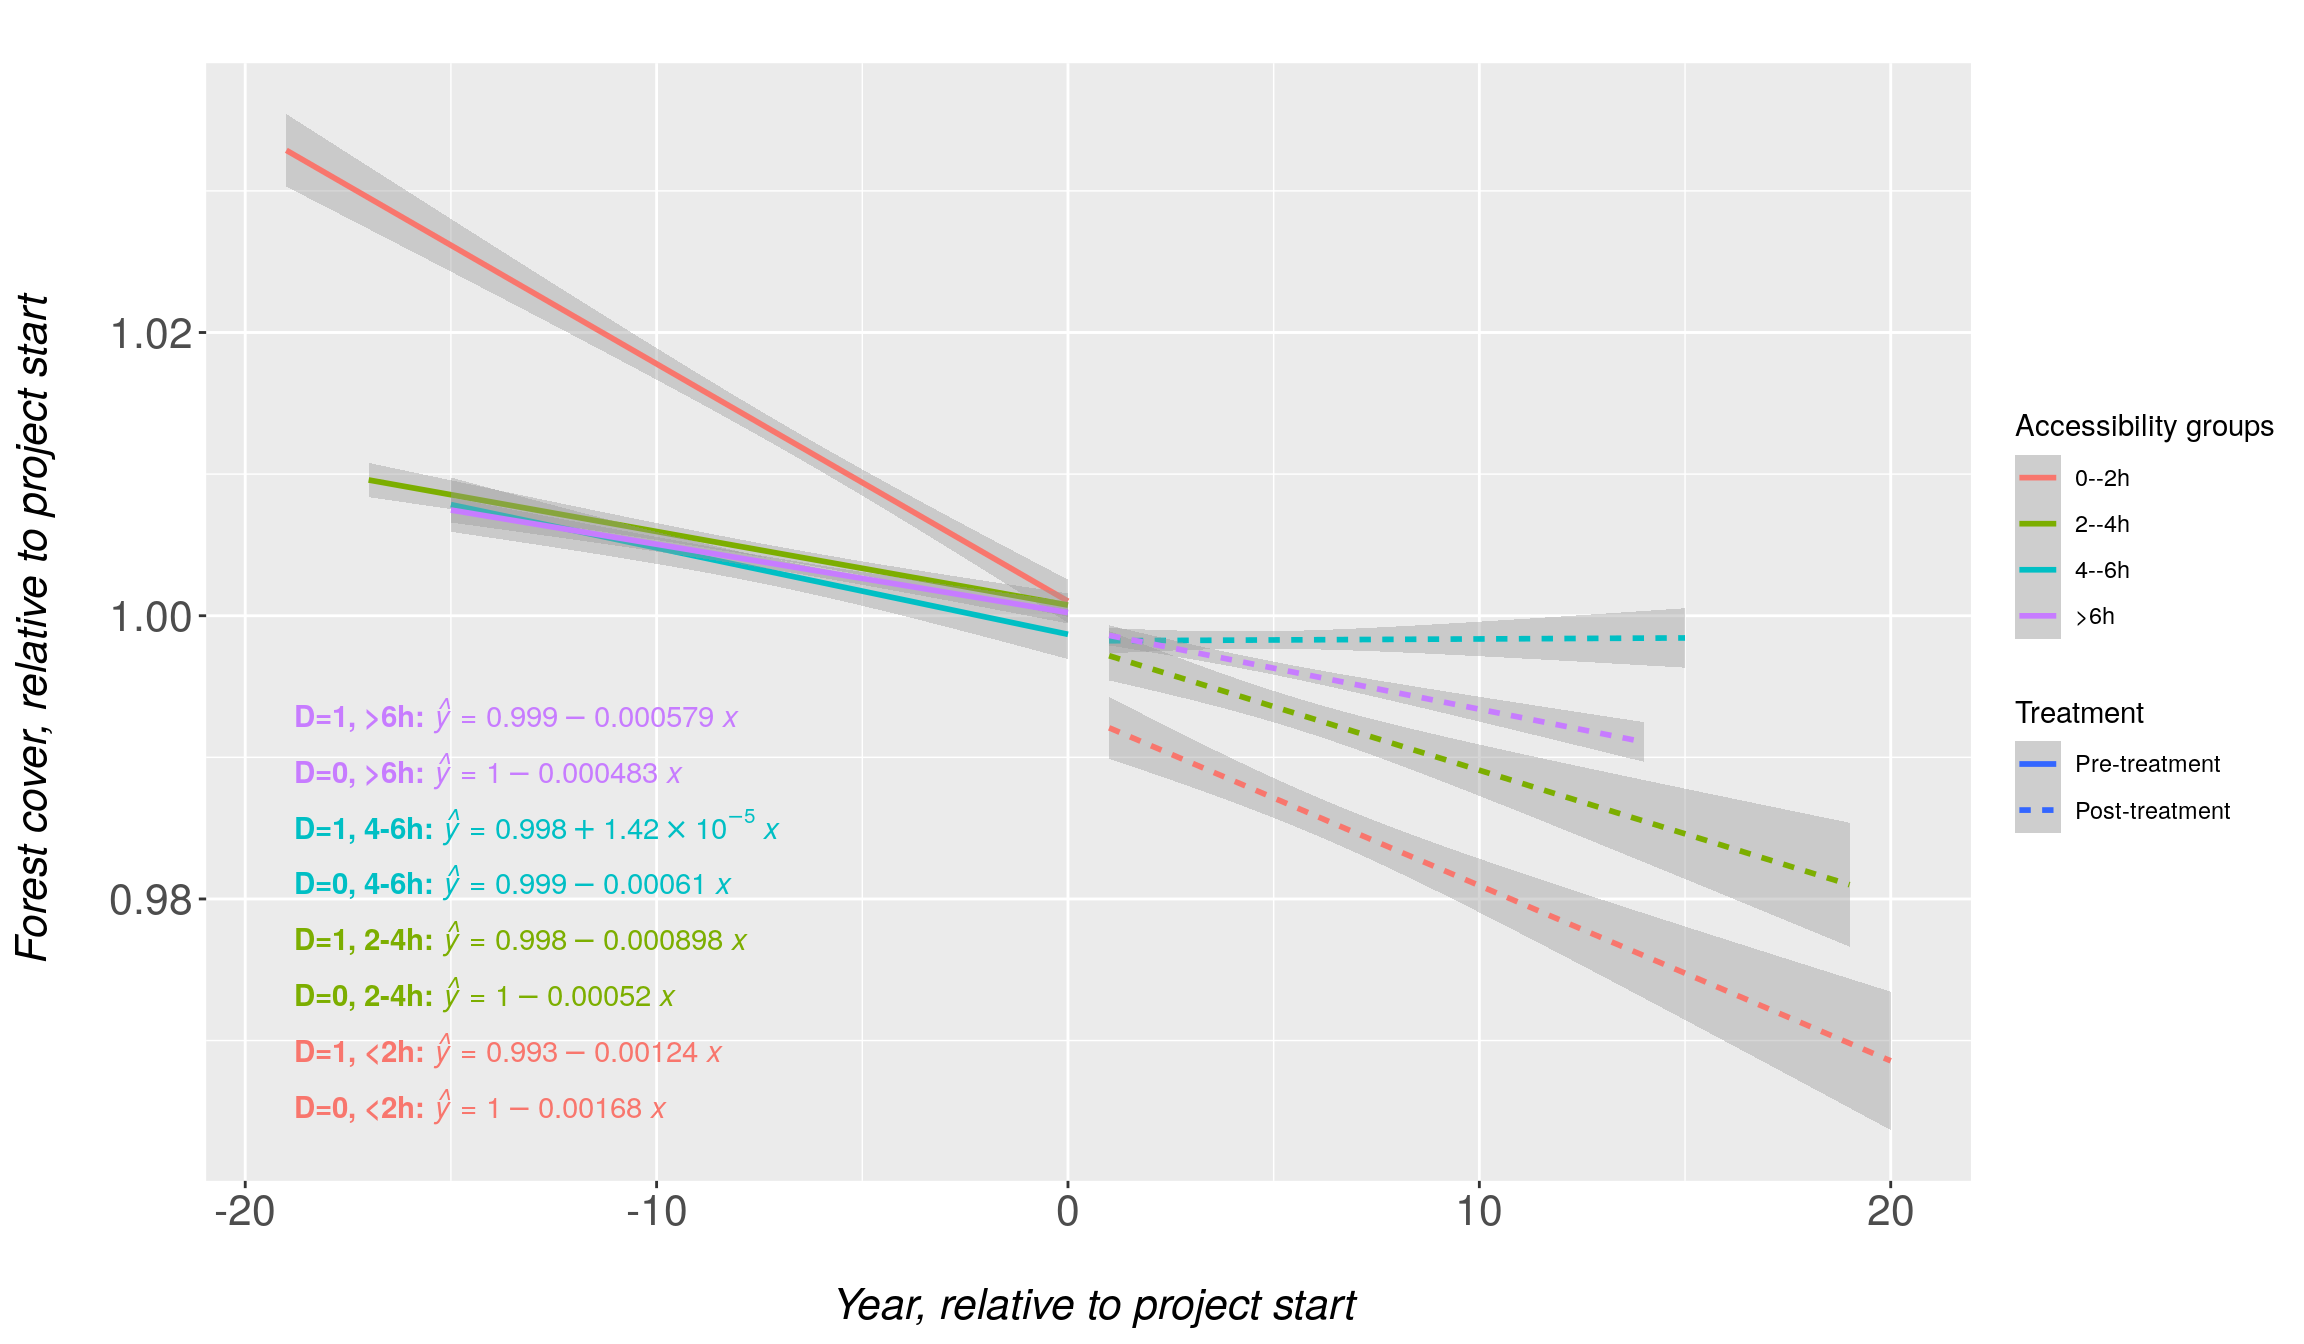 Forest cover, relative to project start
1.02
1.00
0.98
D=1, >6h: ŷ = 0.999 − 0.000579 x
D=0, >6h: ŷ = 1 − 0.000483 x
D=1, 4-6h: ŷ = 0.998 + 1.42 × 10⁻⁵ x
D=0, 4-6h: ŷ = 0.999 − 0.00061 x
D=1, 2-4h: ŷ = 0.998 − 0.000898 x
D=0, 2-4h: ŷ = 1 − 0.00052 x
D=1, <2h: ŷ = 0.993 − 0.00124 x
D=0, <2h: ŷ = 1 − 0.00168 x
-20 -10 0 10 20
Year, relative to project start
Accessibility groups
0--2h
2--4h
4--6h
>6h
Treatment
Pre-treatment
Post-treatment